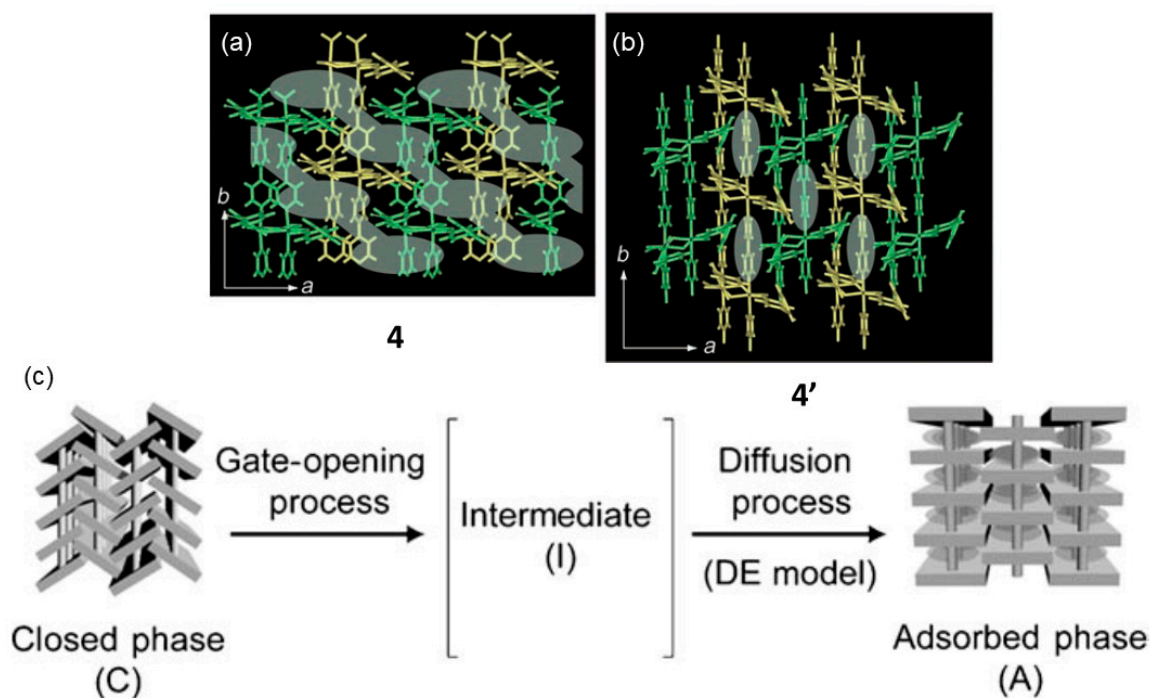 (a)
b
a
4
(b)
b
a
4’
(c)
Gate-opening
process
Intermediate
(I)
Diffusion
process
(DE model)
Closed phase
(C)
Adsorbed phase
(A)